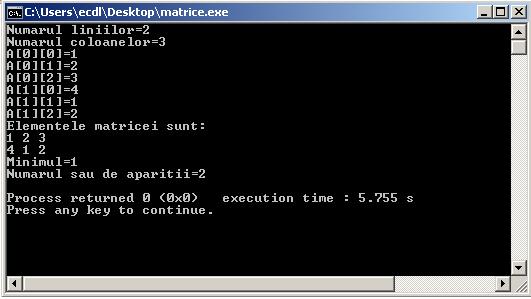 C:\Users\ecdl\Desktop\matrice.exe
Numarul liniilor=2
Numarul coloanelor=3
A[0][0]=1
A[0][1]=2
A[0][2]=3
A[1][0]=4
A[1][1]=1
A[1][2]=2
Elementele matricei sunt:
1 2 3
4 1 2
Minimul=1
Numarul sau de aparitii=2
Process returned 0 (0x0)   execution time : 5.755 s
Press any key to continue.